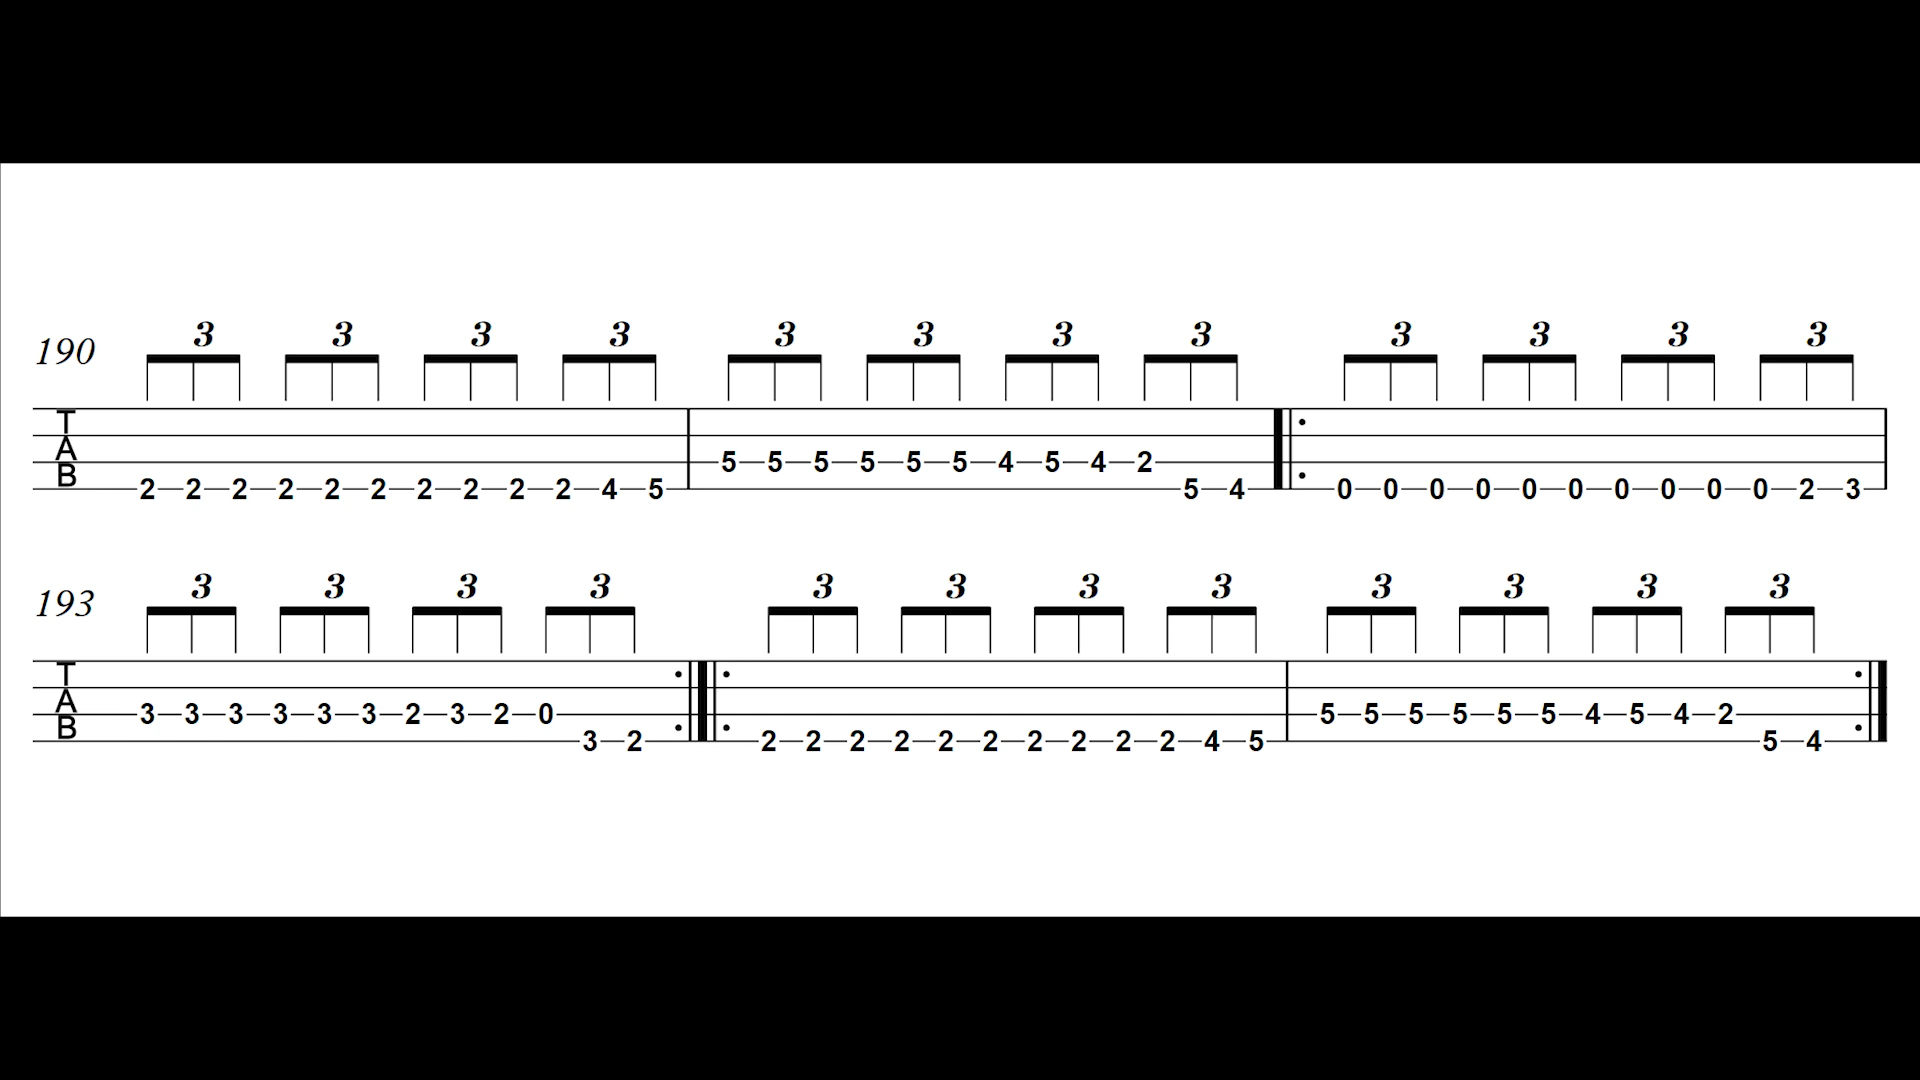 3 3 3 3 3 3 3 3 3 3 3 3
190
T
A
B
5 5 5 5 5 5 4 5 4 2
2 2 2 2 2 2 2 2 2 2 4 5 5 4 0 0 0 0 0 0 0 0 0 0 2 3
3 3 3 3 3 3 3 3 3 3 3 3
193
T
A
B
3 3 3 3 3 3 2 3 2 0 5 5 5 5 5 5 4 5 4 2
3 2 2 2 2 2 2 2 2 2 2 2 4 5 5 4